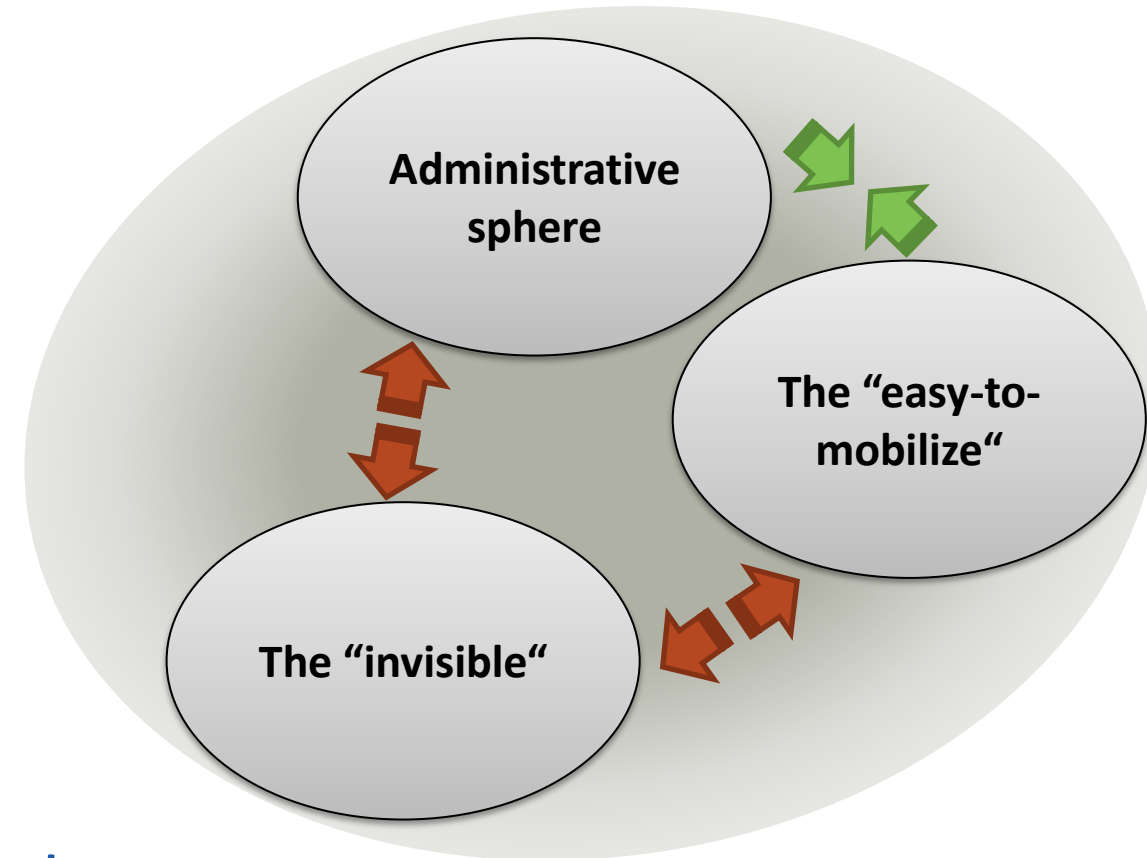 Administrative
sphere
The “easy-to-
mobilize“
The “invisible“